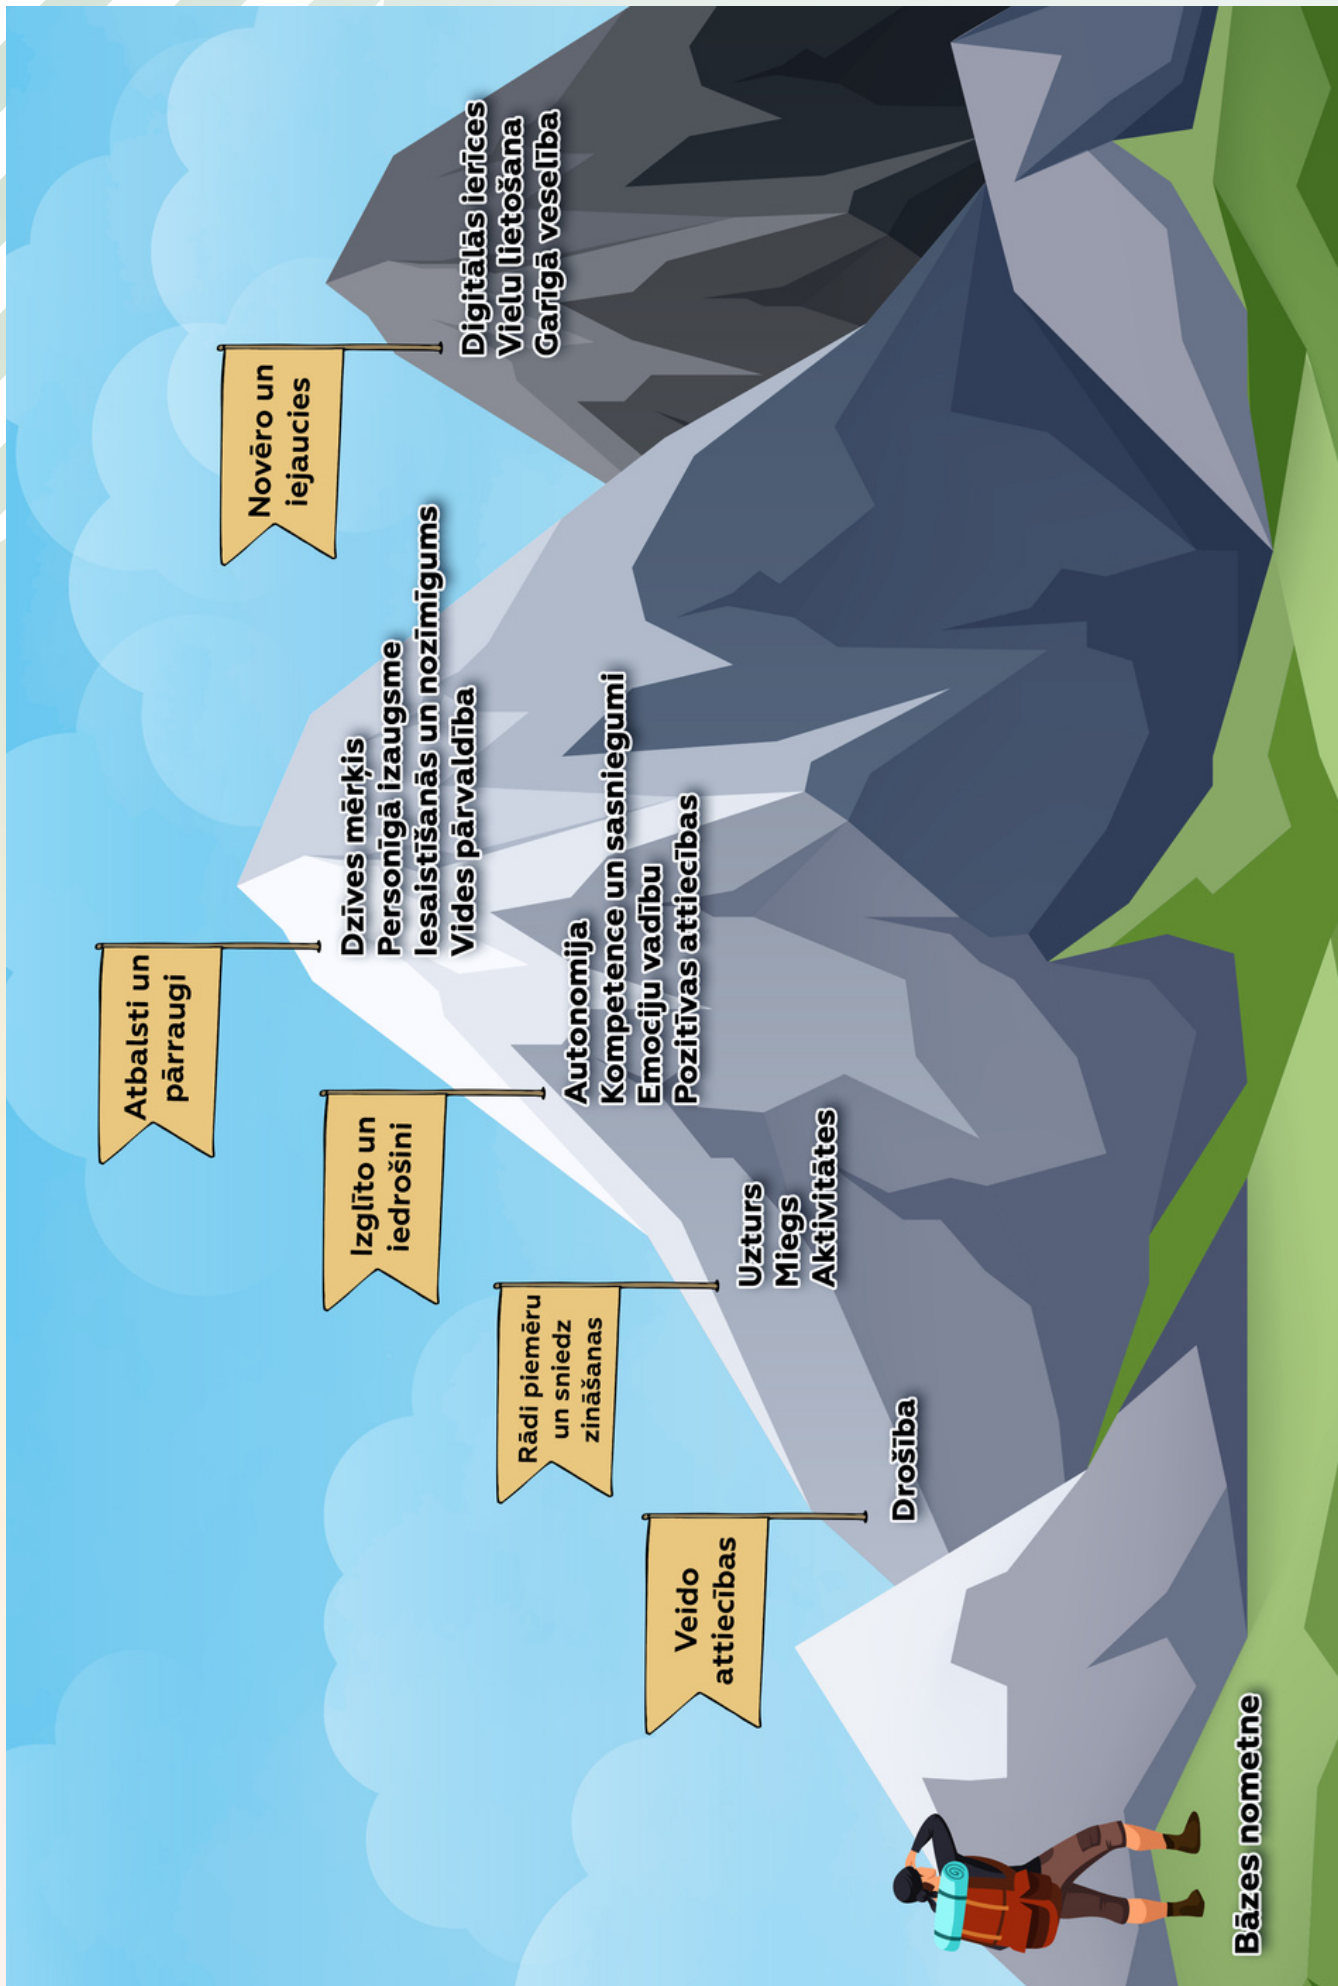 Atbalsti un
pārraugi
Dzīves mērķis
Personīgā izaugsme
Iesaistīšanās un nozīmīgums
Vides pārvaldība
Novēro un
iejaucies
Digitālās ierīces
Vielu lietošana
Garīgā veselība
Izglīto un
iedrošini
Autonomija
Kompetence un sasniegumi
Emociju vadību
Pozitīvas attiecības
Rādi piemēru
un sniedz
zināšanas
Uzturs
Miegs
Aktivitātes
Veido
attiecības
Drošība
Bāzes nometne